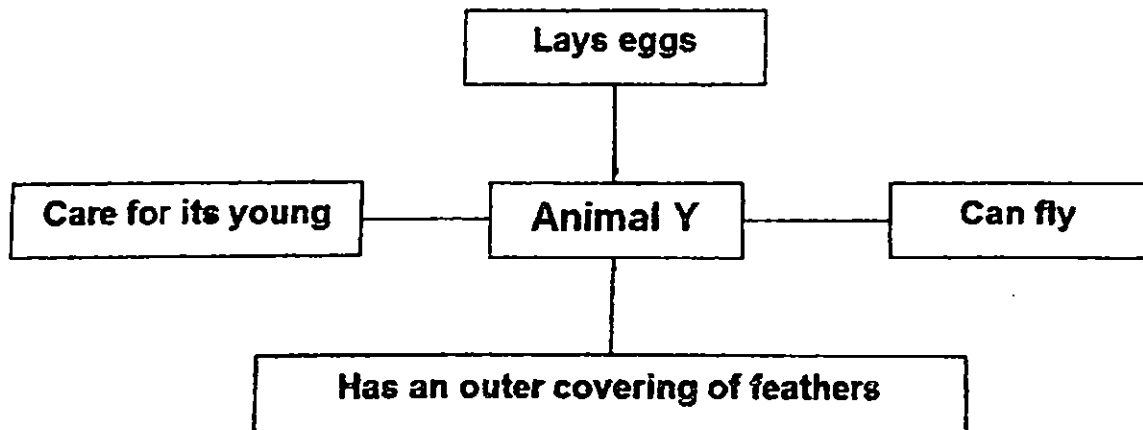 Lays eggs
Care for its young
Animal Y
Can fly
Has an outer covering of feathers